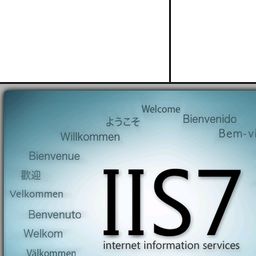 Welcome
ようこそ
Bienvenido
Willkommen
Bem-vi
Bienvenue
歡迎
Velkommen
IIS7
Benvenuto
Welkom
internet information services
Välkommen